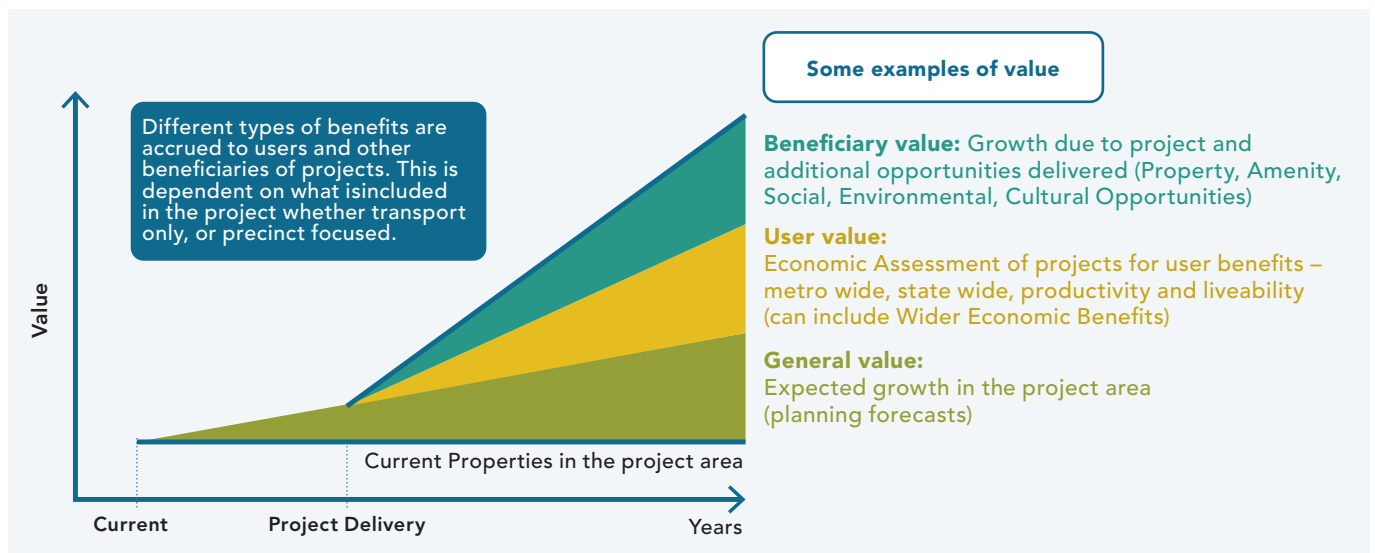 Some examples of value
Different types of benefits are
accrued to users and other
beneficiaries of projects. This is
dependent on what isincluded
in the project whether transport
only, or precinct focused.
Beneficiary value: Growth due to project and
additional opportunities delivered (Property, Amenity,
Social, Environmental, Cultural Opportunities)
User value:
Economic Assessment of projects for user benefits –
metro wide, state wide, productivity and liveability
(can include Wider Economic Benefits)
General value:
Expected growth in the project area
(planning forecasts)
Value
Current Properties in the project area
Current
Project Delivery
Years